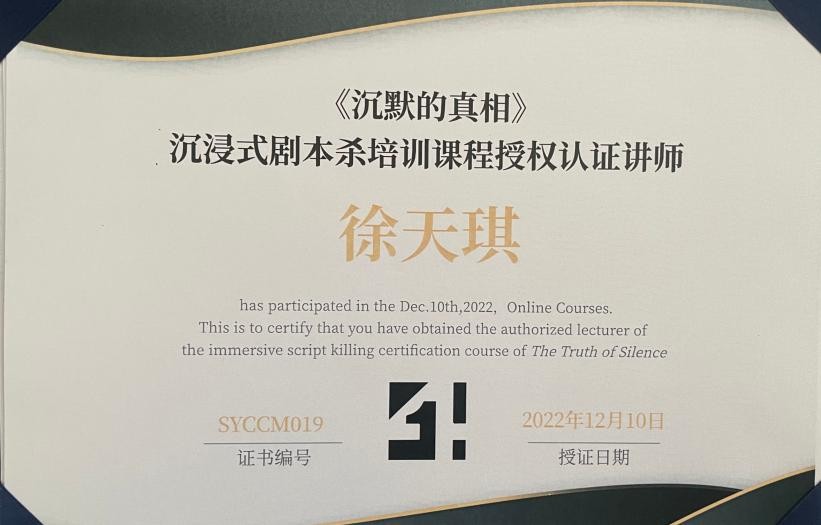 《沉默的真相》
沉浸式剧本杀培训课程授权认证讲师
徐天琪
has participated in the Dec.10th,2022, Online Courses.
This is to certify that you have obtained the authorized lecturer of
the immersive script killing certification course of The Truth of Silence
SYCCM019
证书编号
1!
2022年12月10日
授证日期